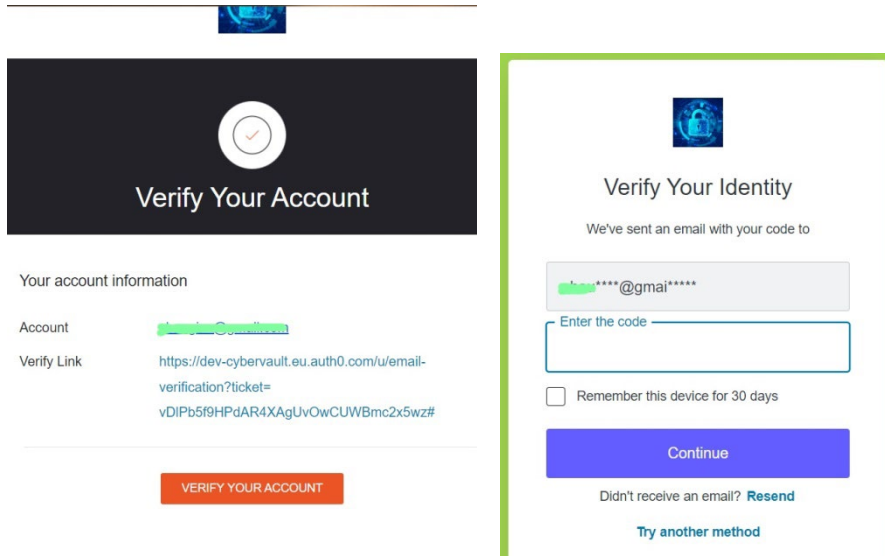 Verify Your Account
Your account information
Account
Verify Link
https://dev-cybervault.eu.auth0.com/u/email-
verification?ticket=
vDlPb5f9HPdAR4XAgUvOwCUWBmc2x5wz#
VERIFY YOUR ACCOUNT
Verify Your Identity
We've sent an email with your code to
****@gmai*****
Enter the code
Remember this device for 30 days
Continue
Didn't receive an email? Resend
Try another method